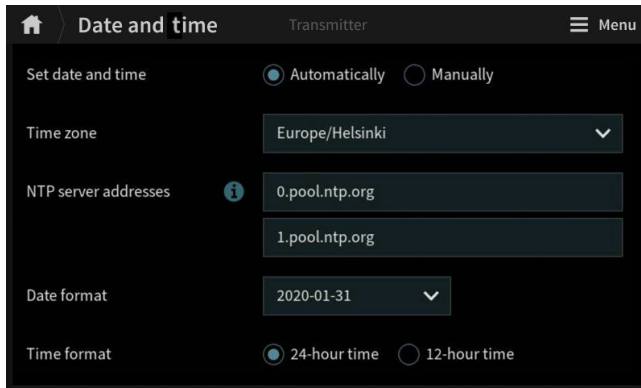 Date and time Transmitter Menu
Set date and time Automatically Manually
Time zone Europe/Helsinki
NTP server addresses i 0.pool.ntp.org
1.pool.ntp.org
Date format 2020-01-31
Time format 24-hour time 12-hour time